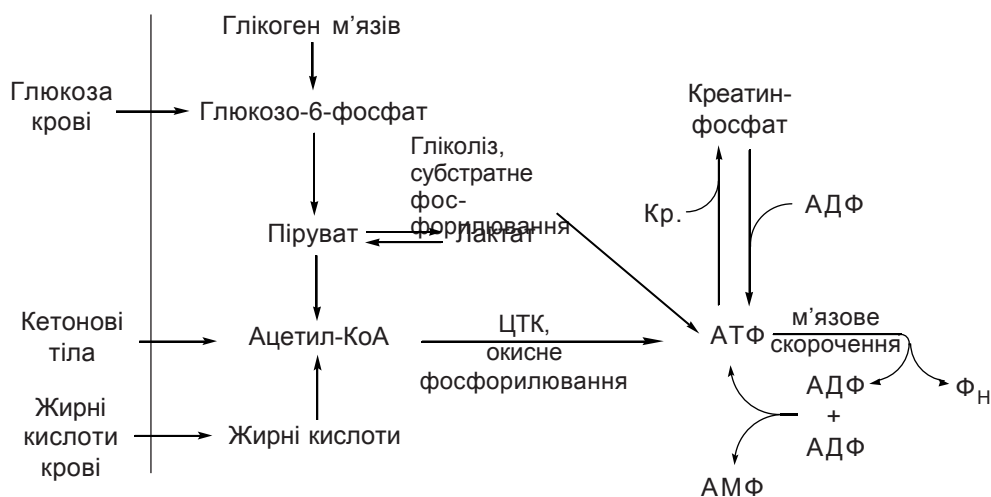 Глікоген м’язів
Глюкоза
крові
Глюкозо-6-фосфат
Креатин-
фосфат
Гліколіз,
субстратне
фос-
форилювання
Кр.
АДФ
Піруват
Лактат
Кетонові
тіла
Ацетил-КоА
ЦТК,
окисне
фосфорилювання
АТФ
м’язове
скорочення
АДФ
+
АДФ
Фн
Жирні
кислоти
крові
Жирні кислоти
АМФ